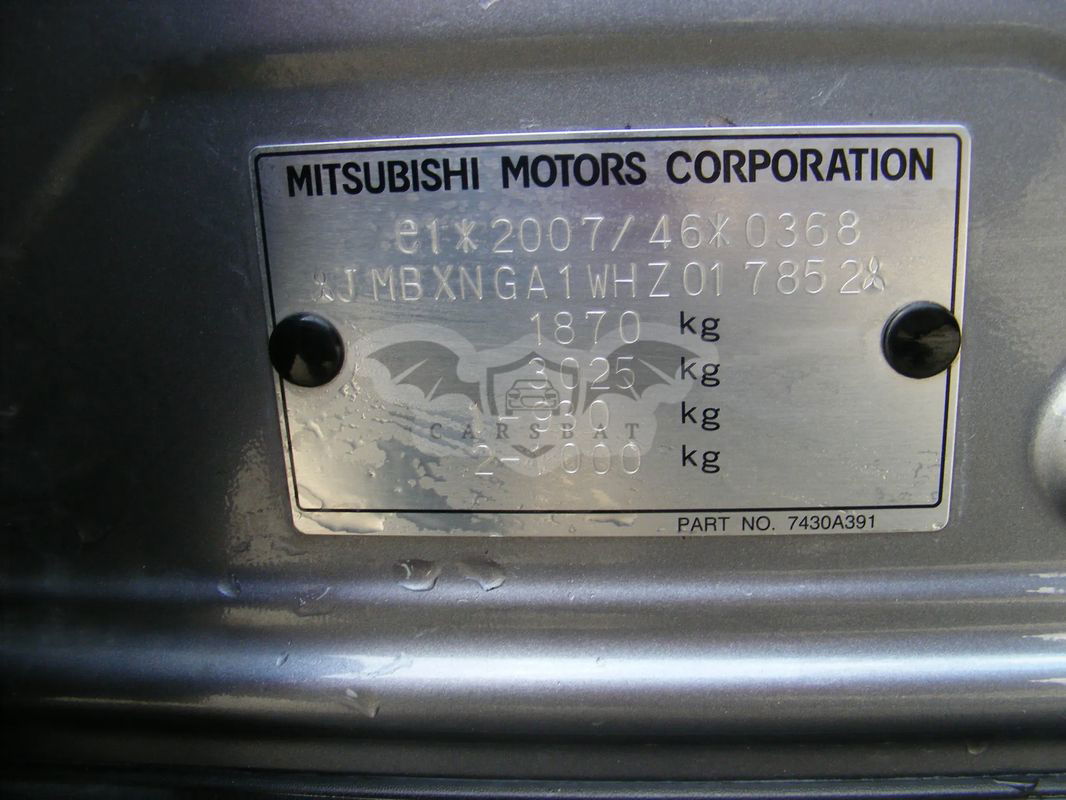 MITSUBISHI MOTORS CORPORATION
e1*2007/46*0368
JMBXNGA1WHZ017852
1870 kg
3025 kg
kg
CARSBAT
kg
PART NO. 7430A391